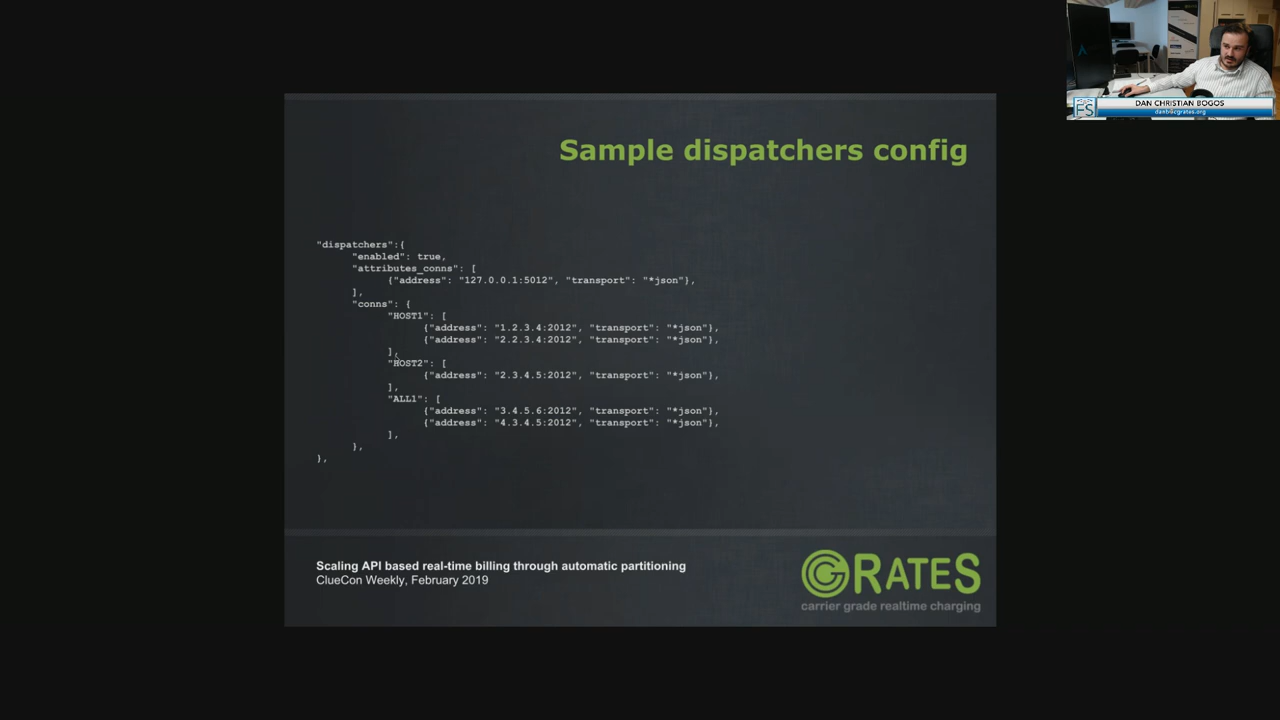 DAN CHRISTIAN BOGOS
Sample dispatchers config
"dispatchers":{
"enabled": true,
"attributes_conns": [
{"address": "127.0.0.1:5012", "transport": "*json"},
],
"conns": {
"HOST1": [
{"address": "1.2.3.4:2012", "transport": "*json"},
{"address": "2.2.3.4:2012", "transport": "*json"},
],
"HOST2": [
{"address": "2.3.4.5:2012", "transport": "*json"},
],
"ALL1": [
{"address": "3.4.5.6:2012", "transport": "*json"},
{"address": "4.3.4.5:2012", "transport": "*json"},
],
},
},
Scaling API based real-time billing through automatic partitioning
ClueCon Weekly, February 2019
CGRATES
carrier grade realtime charging